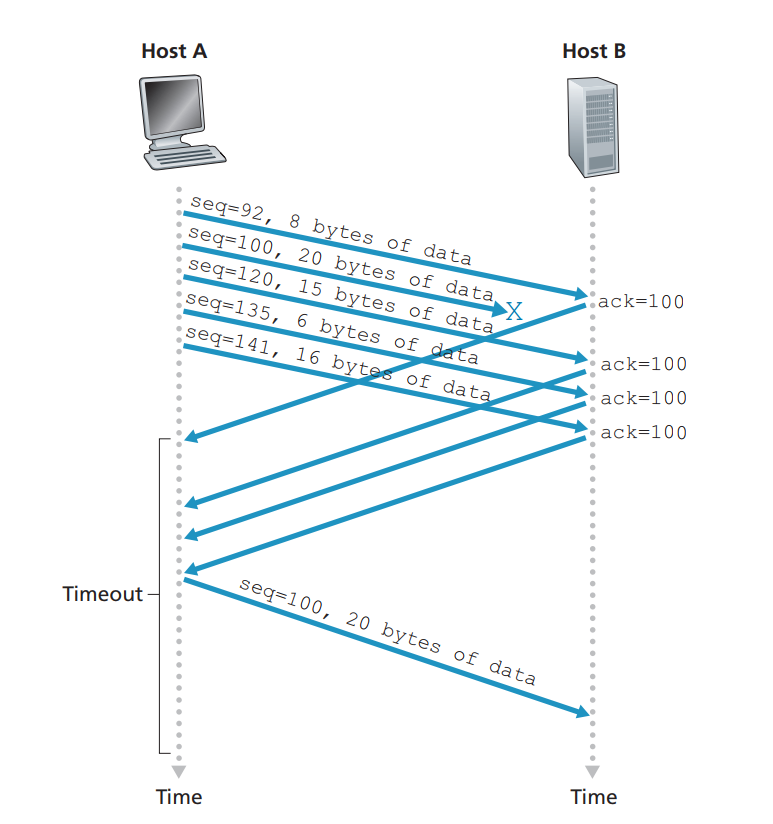 Host A
Host B
seq=92, 8 bytes of data
seq=100, 20 bytes of data
seq=120, 15 bytes of data
seq=135, 6 bytes of data
seq=141, 16 bytes of data
X
ack=100
ack=100
ack=100
ack=100
Timeout
seq=100, 20 bytes of data
Time
Time